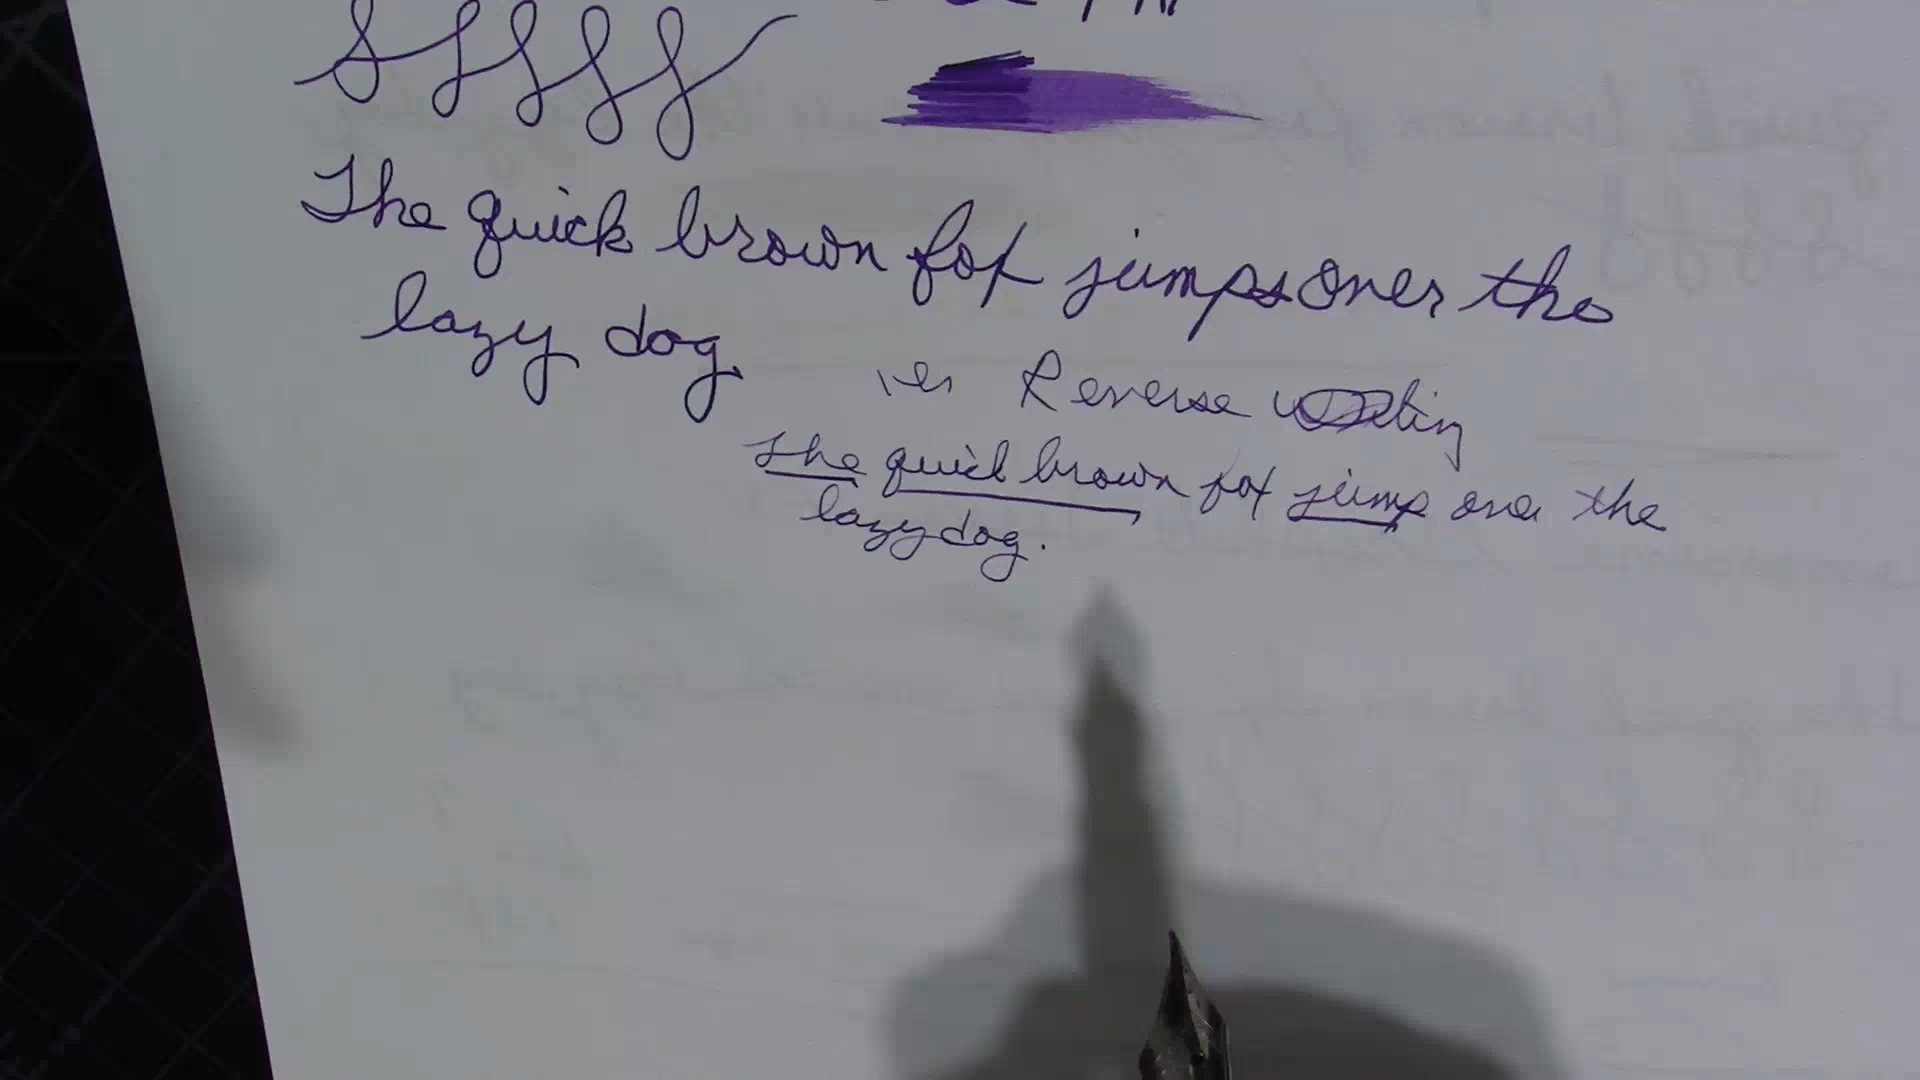 The quick brown fox jumps over the
lazy dog.
Reverse
The quick brown fox jump over the
lazy dog.